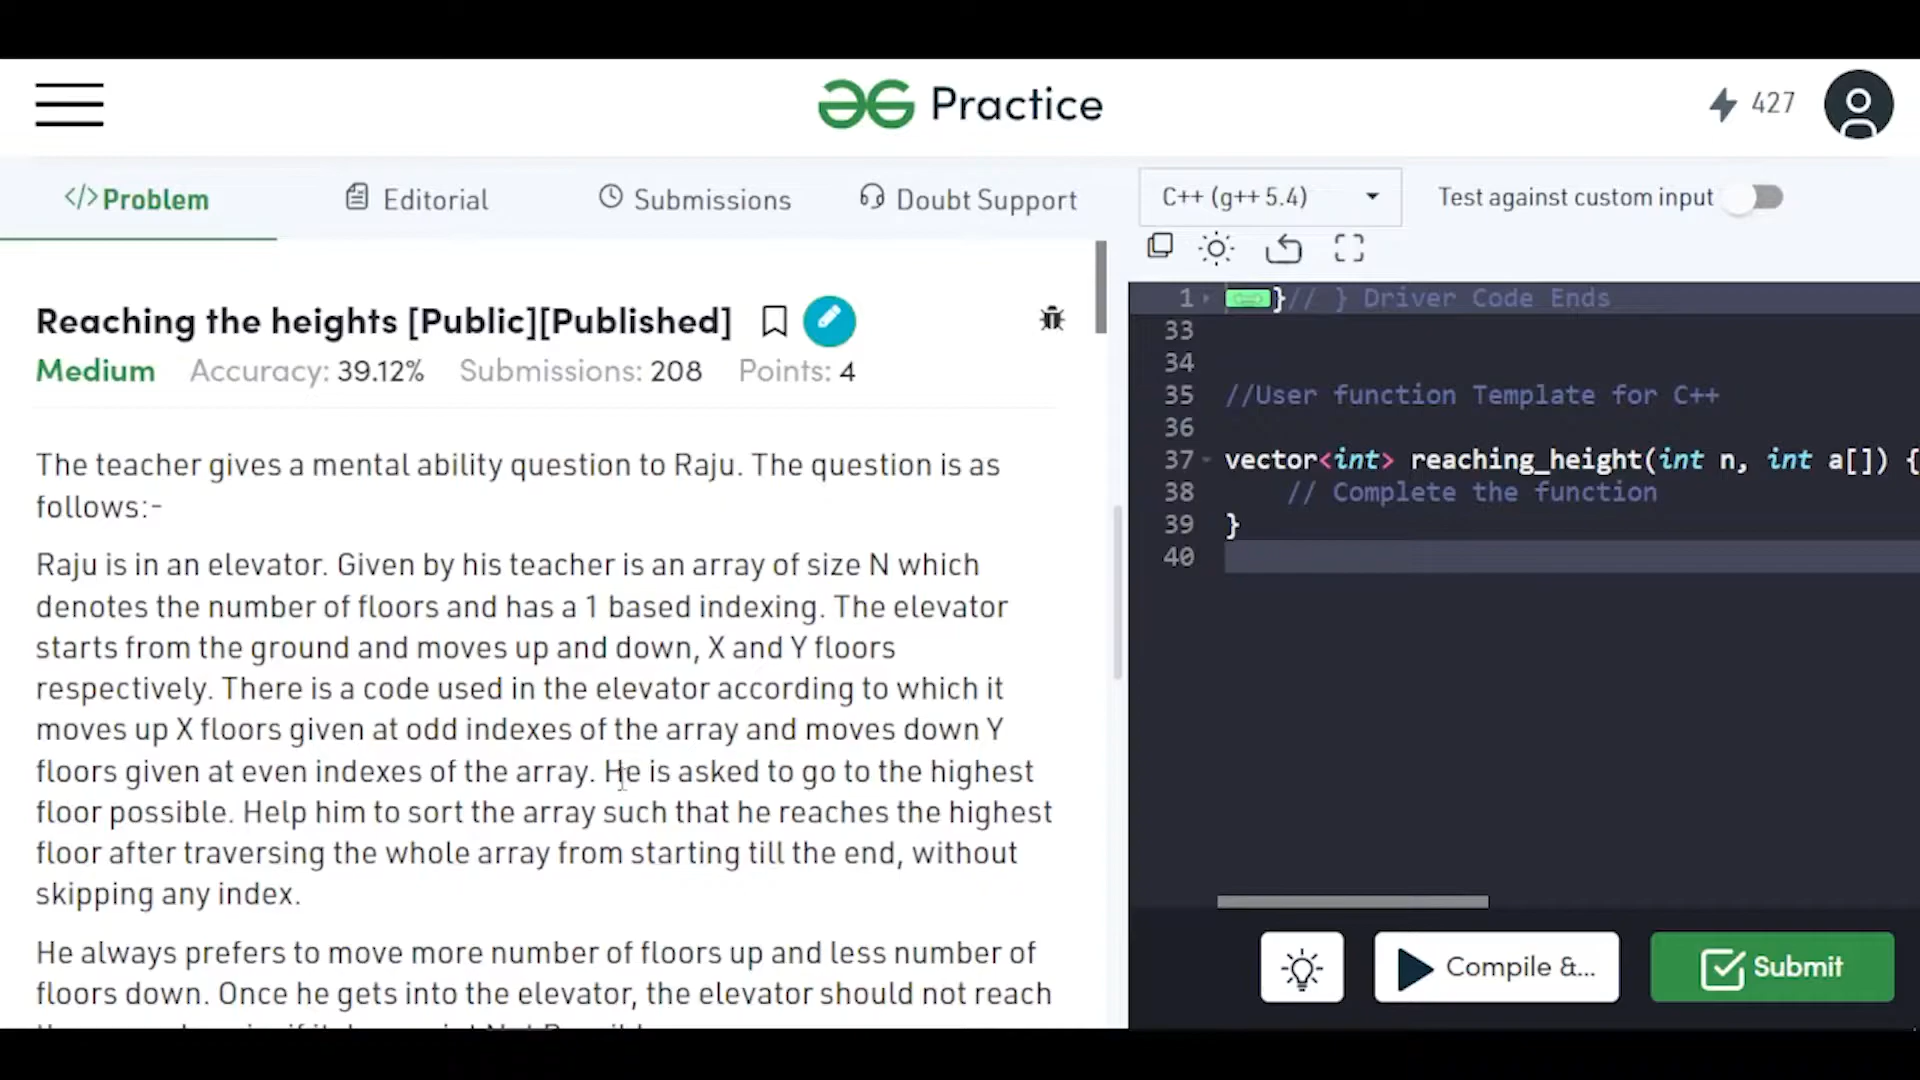 Practice
427
</>Problem
Editorial
Submissions
Doubt Support
C++ (g++ 5.4)
Test against custom input
Reaching the heights [Public][Published]
Medium Accuracy: 39.12% Submissions: 208 Points: 4
The teacher gives a mental ability question to Raju. The question is as
follows:-
Raju is in an elevator. Given by his teacher is an array of size N which
denotes the number of floors and has a 1 based indexing. The elevator
starts from the ground and moves up and down, X and Y floors
respectively. There is a code used in the elevator according to which it
moves up X floors given at odd indexes of the array and moves down Y
floors given at even indexes of the array. He is asked to go to the highest
floor possible. Help him to sort the array such that he reaches the highest
floor after traversing the whole array from starting till the end, without
skipping any index.
He always prefers to move more number of floors up and less number of
floors down. Once he gets into the elevator, the elevator should not reach
1 }// } Driver Code Ends
33
34
35 //User function Template for C++
36
37 vector<int> reaching_height(int n, int a[]) {
38 // Complete the function
39 }
40
Compile &...
Submit